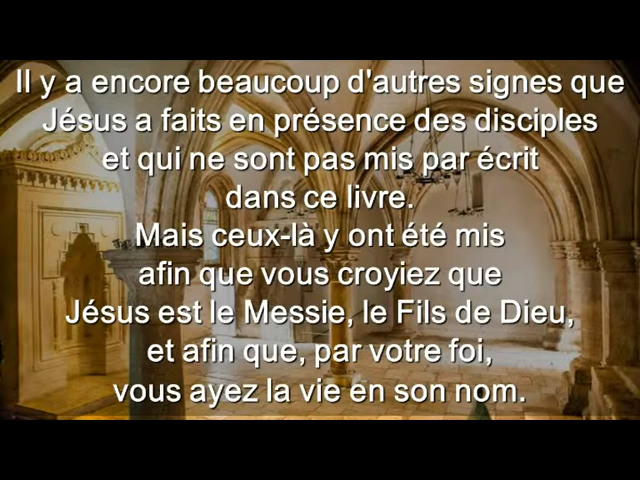 Il y a encore beaucoup d'autres signes que
Jésus a faits en présence des disciples
et qui ne sont pas mis par écrit
dans ce livre.
Mais ceux-là y ont été mis
afin que vous croyiez que
Jésus est le Messie, le Fils de Dieu,
et afin que, par votre foi,
vous ayez la vie en son nom.